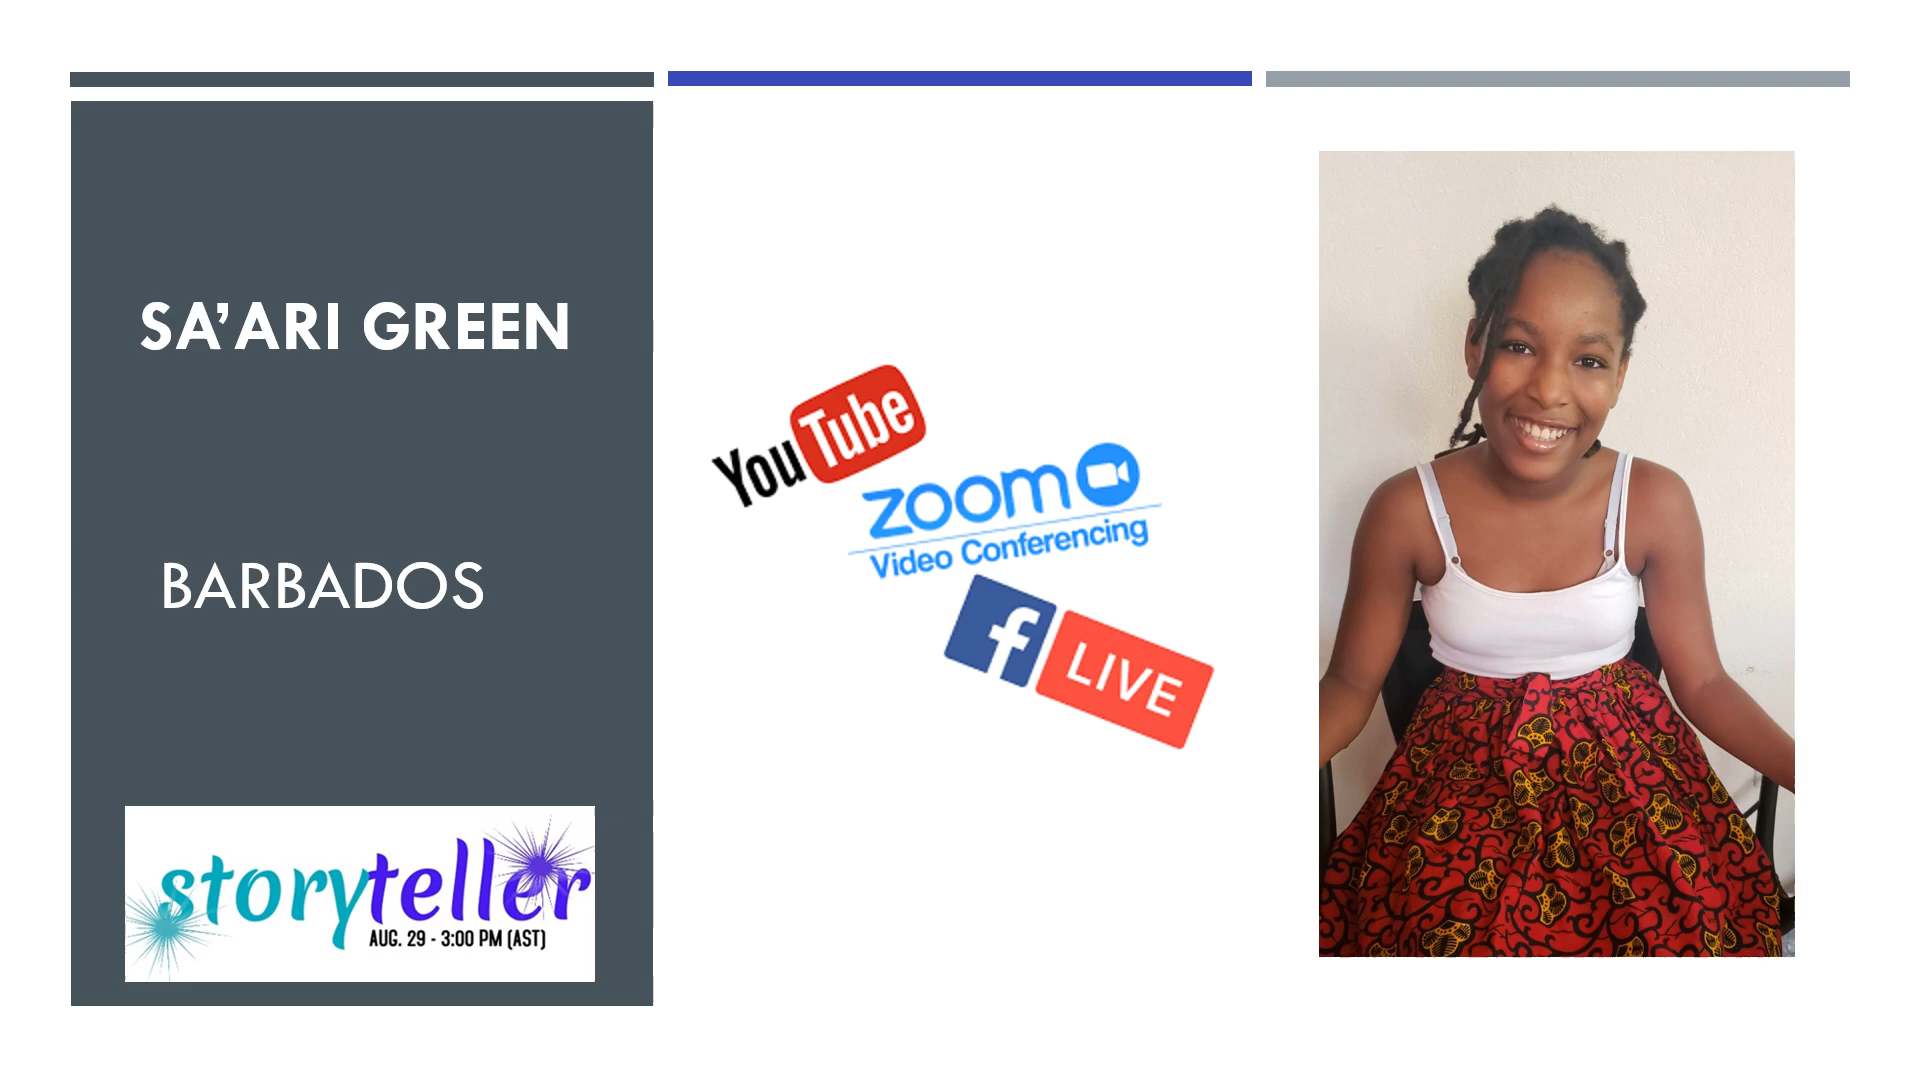 SA’ARI GREEN
BARBADOS
storyteller
AUG. 29 - 3:00 PM (AST)
YouTube
zoom
Video Conferencing
f LIVE